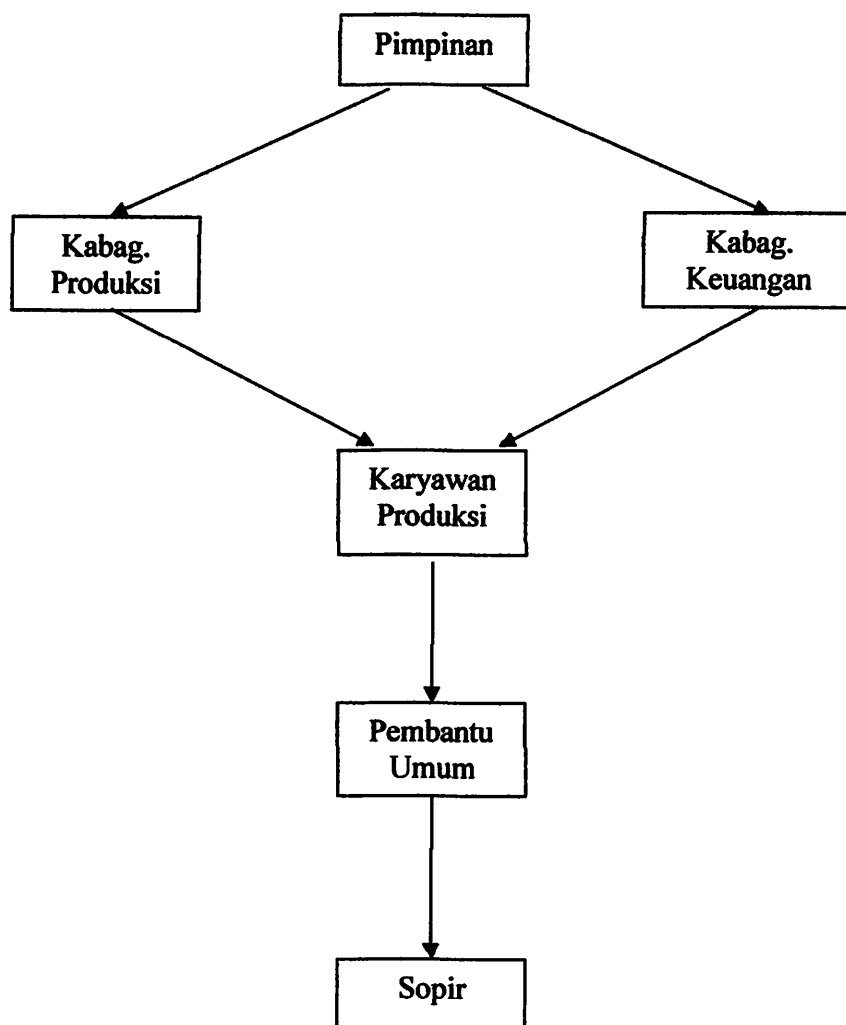 Pimpinan
Kabag.
Produksi
Kabag.
Keuangan
Karyawan
Produksi
Pembantu
Umum
Sopir